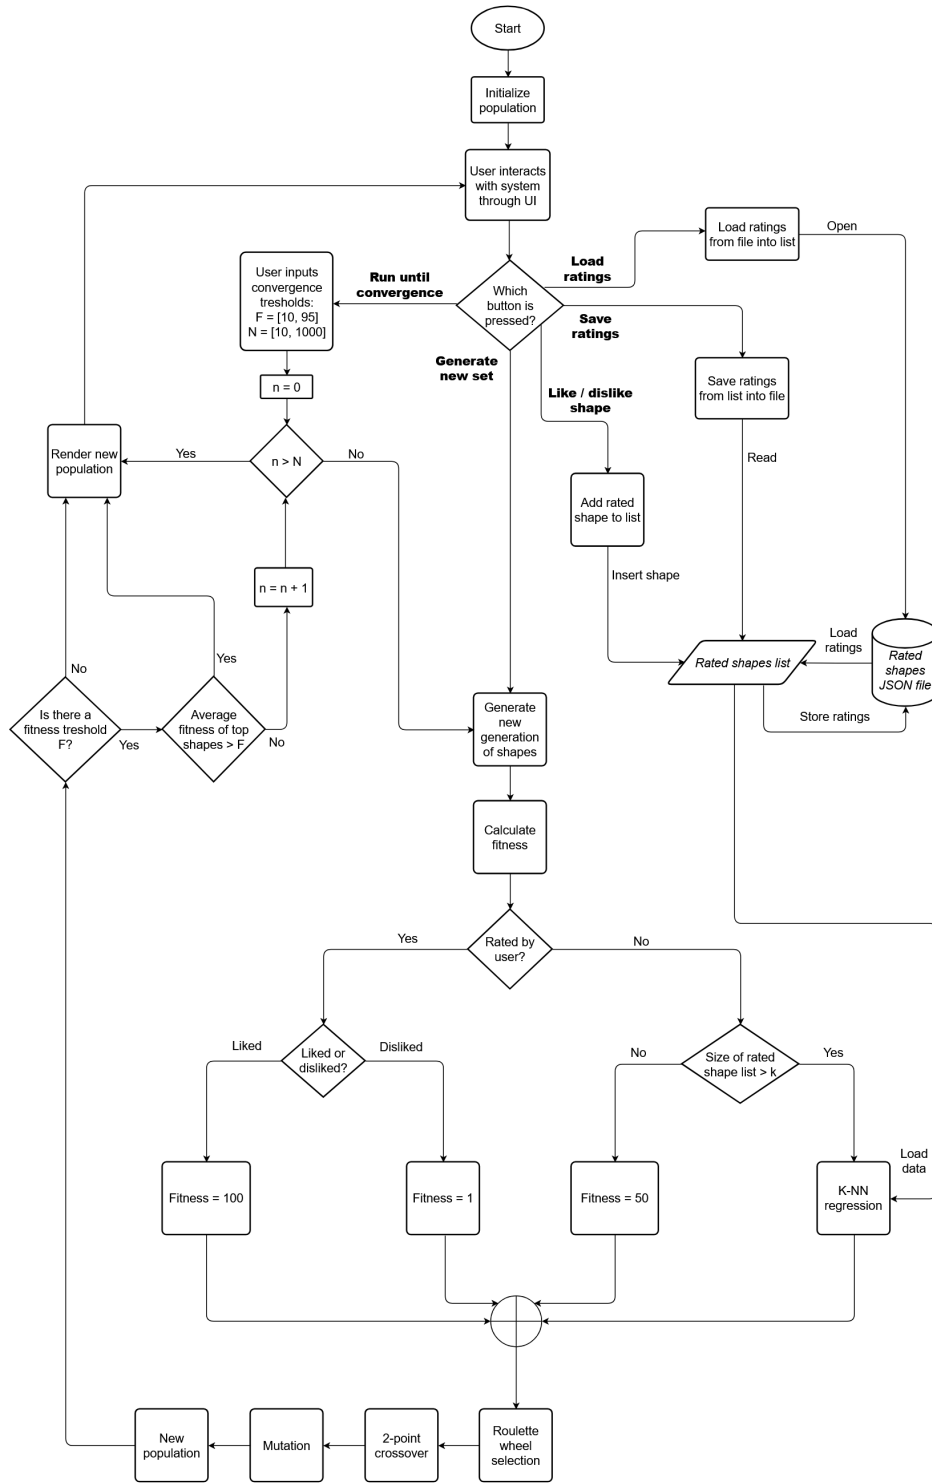 Start
Initialize
population
User interacts
with system
through UI
Load ratings
from file into list
Open
User inputs
convergence
tresholds:
F = [10, 95]
N = [10, 1000]
Run until
convergence
Which
button is
pressed?
Load
ratings
Save
ratings
Generate
new set
Like / dislike
shape
Save ratings
from list into file
n = 0
Render new
population
Yes
n > N
No
Read
Add rated
shape to list
Insert shape
n = n + 1
Load
ratings
Rated
shapes
JSON file
Rated shapes list
Store ratings
No
Yes
Is there a
fitness treshold
F?
Yes
Average
fitness of top
shapes > F
No
Generate
new
generation
of shapes
Calculate
fitness
Yes
Rated by
user?
No
Liked
Liked or
disliked?
Disliked
No
Size of rated
shape list > k
Yes
Load
data
Fitness = 100
Fitness = 1
Fitness = 50
K-NN
regression
New
population
Mutation
2-point
crossover
Roulette
wheel
selection